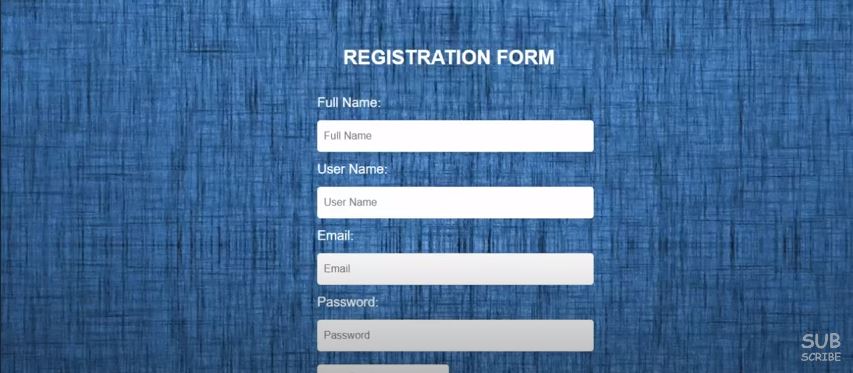 REGISTRATION FORM
Full Name:
Full Name
User Name:
User Name
Email:
Email
Password:
Password
SUB
SCRIBE